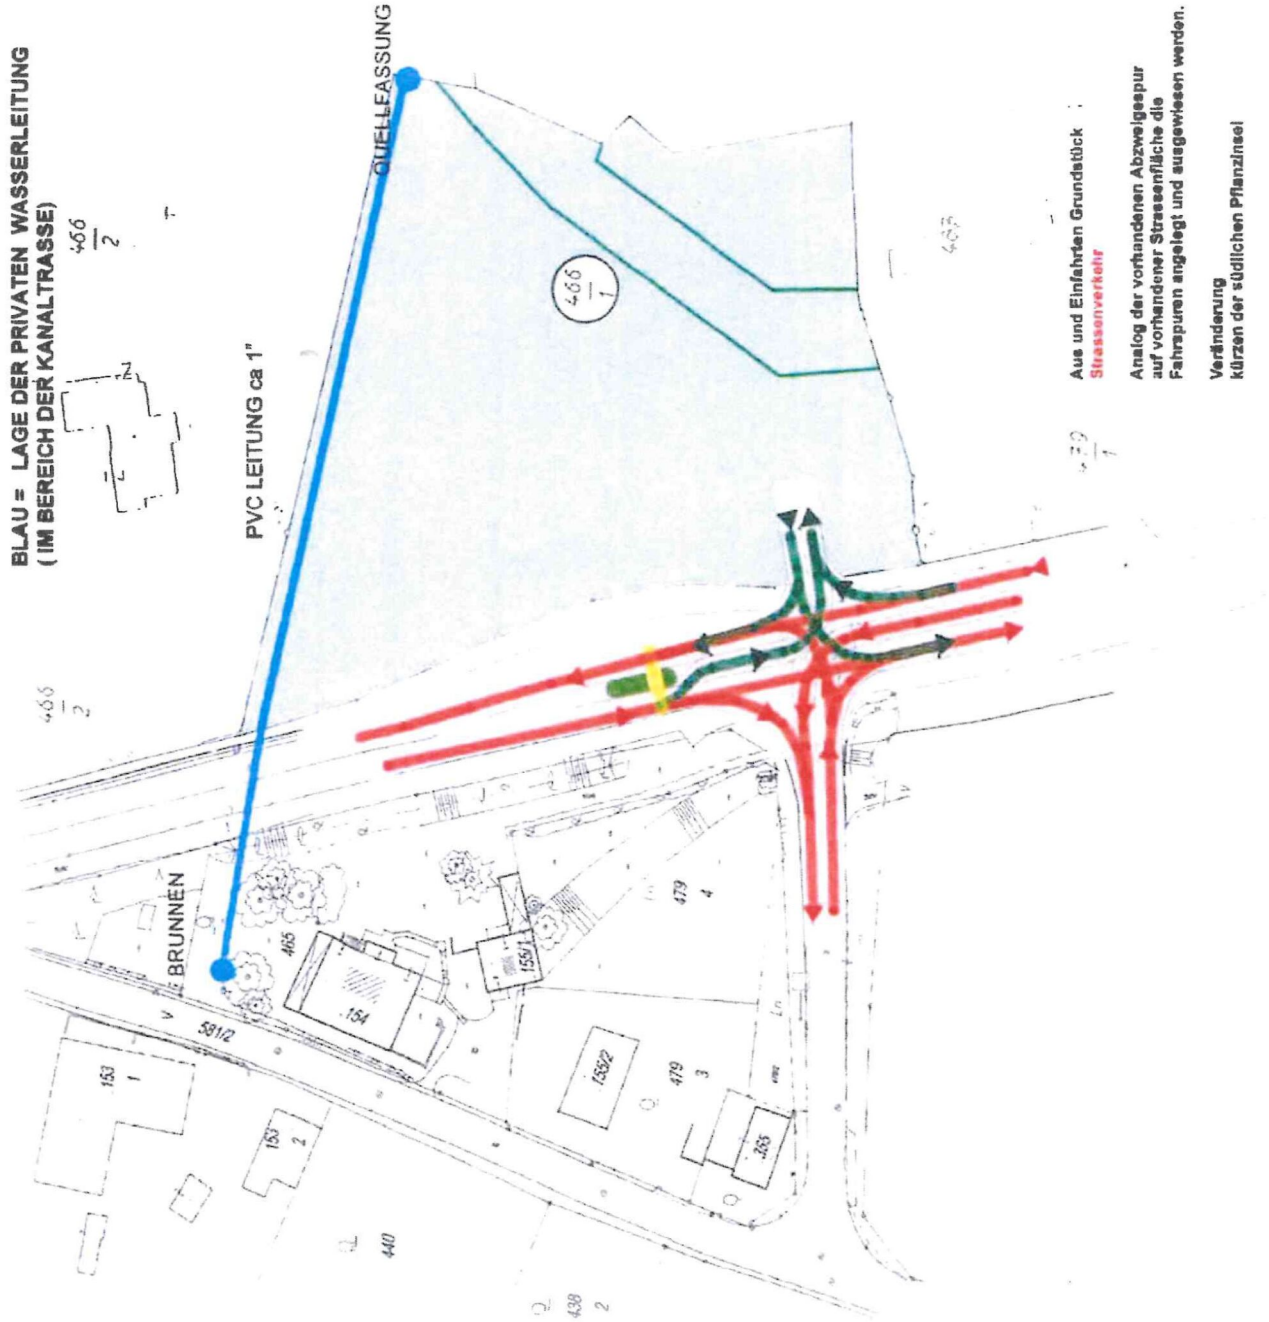 BLAU = LAGE DER PRIVATEN WASSERLEITUNG
( IM BEREICH DER KANALTRASSE)
466
2
466
2
QUELLFASSUNG
PVC LEITUNG ca 1"
466
1
BRUNNEN
465
154
155/1
581/2
153
1
153
2
155/2
479
3
479
4
355
440
438
2
Aus und Einfahrten Grundstück :
Strassenverkehr
Analog der vorhandenen Abzweigespur
auf vorhandener Strassenfläche die
Fahrspuren angelegt und ausgewiesen werden.
Veränderung
kürzen der südlichen Pflanzinsel